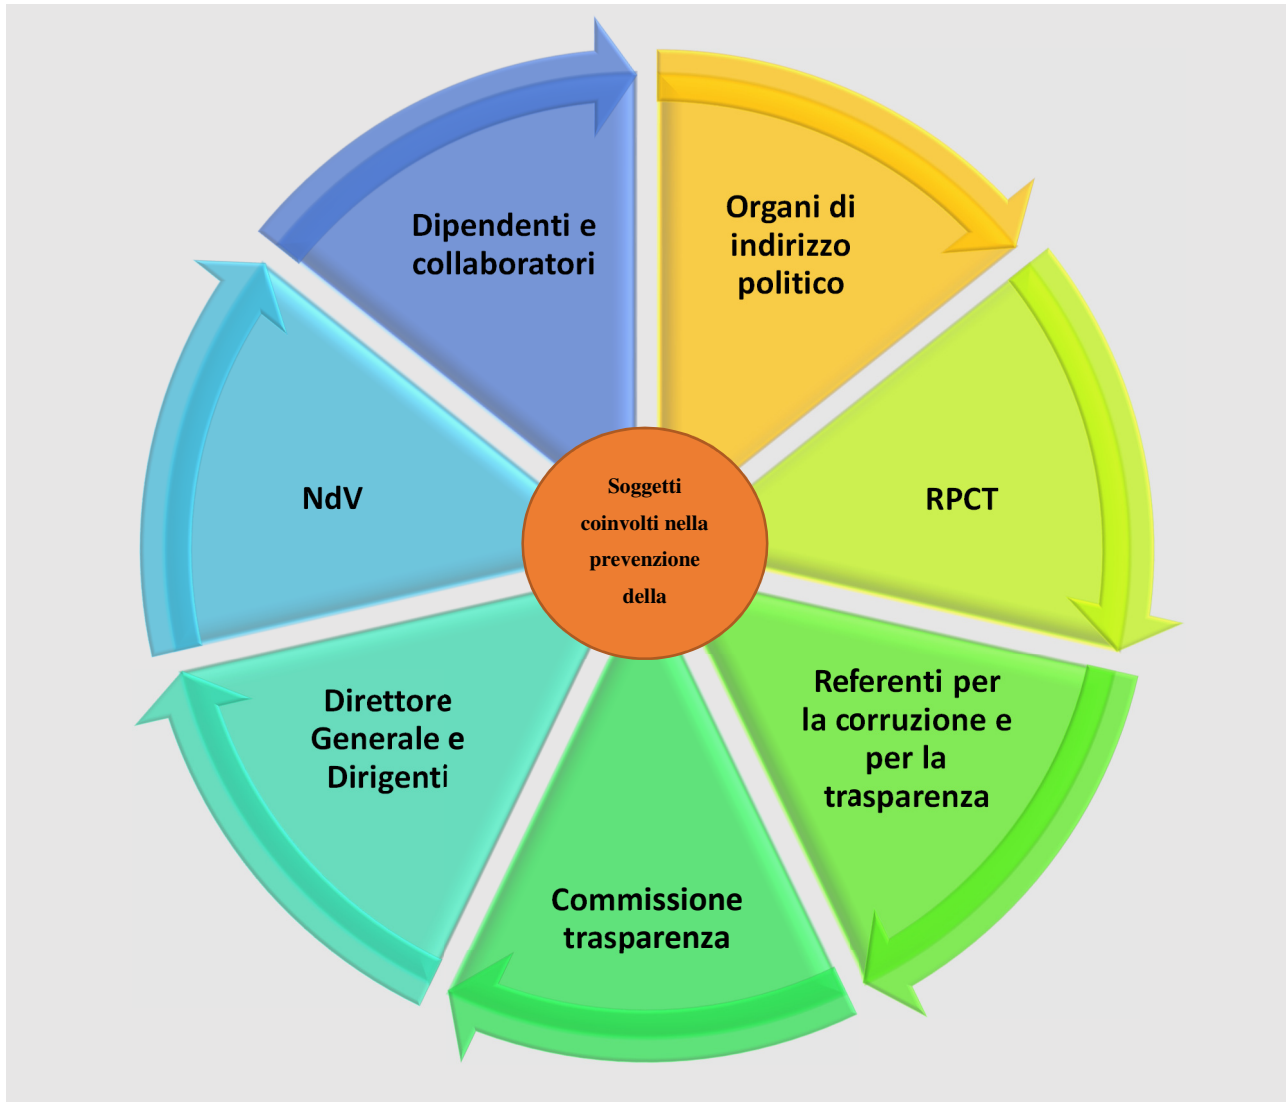 Organi di
indirizzo
politico
RPCT
Referenti per
la corruzione e
per la
trasparenza
Commissione
trasparenza
Direttore
Generale e
Dirigenti
NdV
Dipendenti e
collaboratori
Soggetti
coinvolti nella
prevenzione
della